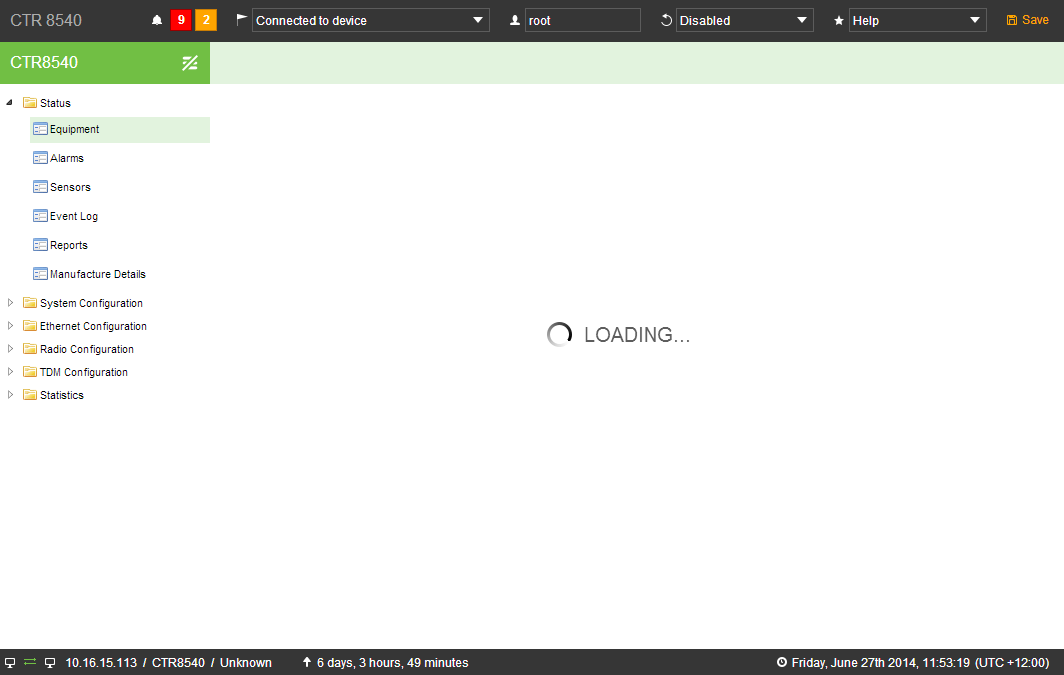 CTR 8540 9 2 Connected to device root Disabled Help Save
CTR8540
Status
Equipment
Alarms
Sensors
Event Log
Reports
Manufacture Details
System Configuration
Ethernet Configuration
Radio Configuration
TDM Configuration
Statistics
LOADING...
10.16.15.113 / CTR8540 / Unknown 6 days, 3 hours, 49 minutes Friday, June 27th 2014, 11:53:19 (UTC +12:00)